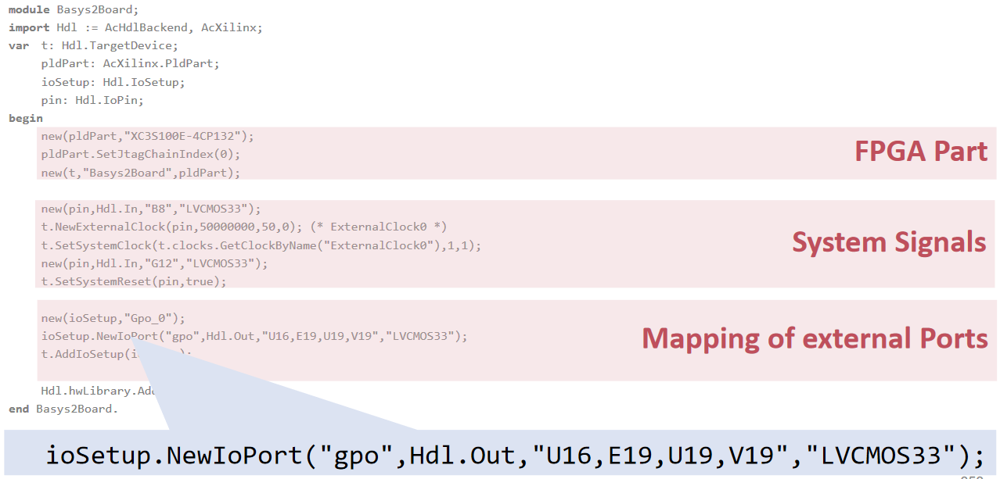 module Basys2Board;
import Hdl := AcHdlBackend, AcXilinx;
var t: Hdl.TargetDevice;
pldPart: AcXilinx.PldPart;
ioSetup: Hdl.IoSetup;
pin: Hdl.IoPin;
begin
new(pldPart,"XC3S100E-4CP132");
pldPart.SetJtagChainIndex(0);
new(t,"Basys2Board",pldPart);
FPGA Part
new(pin,Hdl.In,"B8","LVCMOS33");
t.NewExternalClock(pin,50000000,50,0); (* ExternalClock0 *)
t.SetSystemClock(t.clocks.GetClockByName("ExternalClock0"),1,1);
new(pin,Hdl.In,"G12","LVCMOS33");
t.SetSystemReset(pin,true);
System Signals
new(ioSetup,"Gpo_0");
ioSetup.NewIoPort("gpo",Hdl.Out,"U16,E19,U19,V19","LVCMOS33");
t.AddIoSetup(
Mapping of external Ports
Hdl.hwLibrary.
end Basys2Board.
ioSetup.NewIoPort("gpo",Hdl.Out,"U16,E19,U19,V19","LVCMOS33");